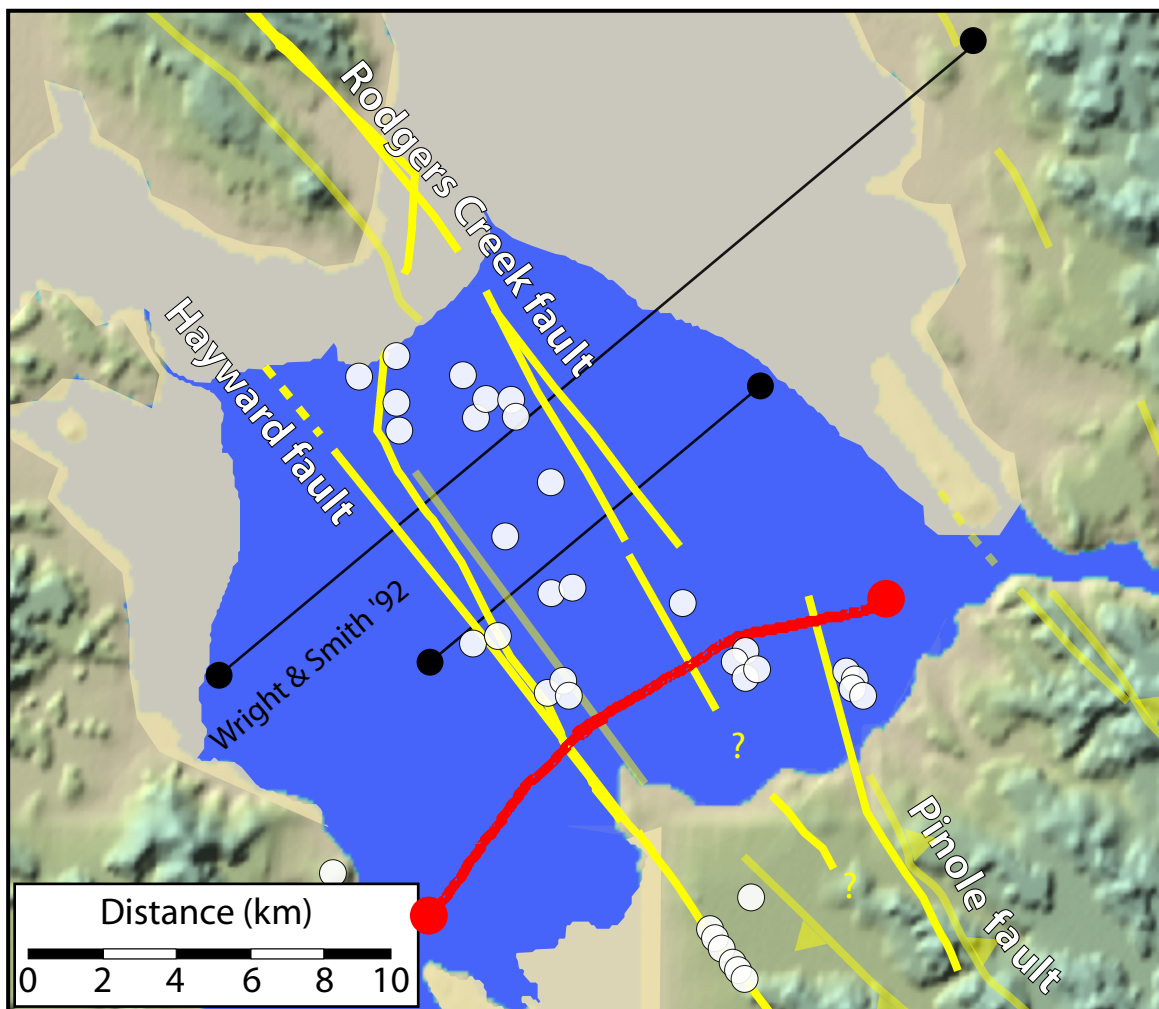 Rodgers Creek fault
Hayward fault
Wright & Smith '92
?
Pinole fault
?
Distance (km)
0 2 4 6 8 10